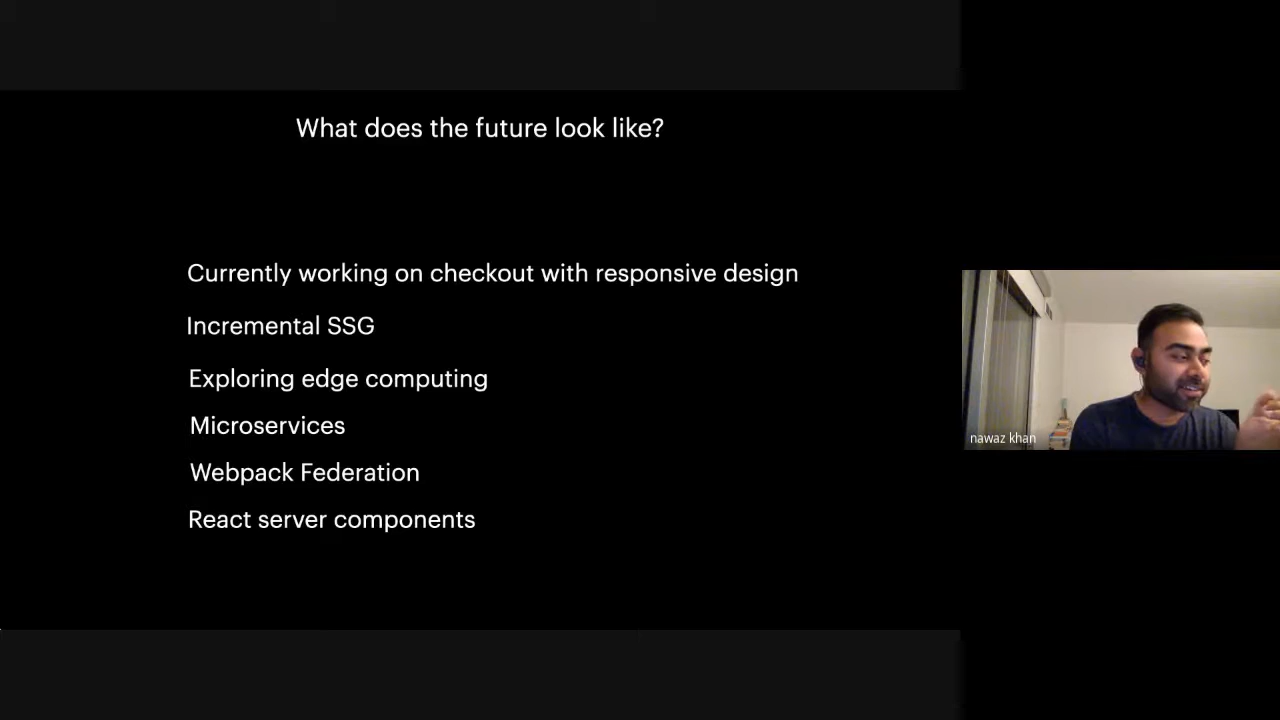 What does the future look like?
Currently working on checkout with responsive design
Incremental SSG
Exploring edge computing
Microservices
Webpack Federation
React server components
nawaz khan